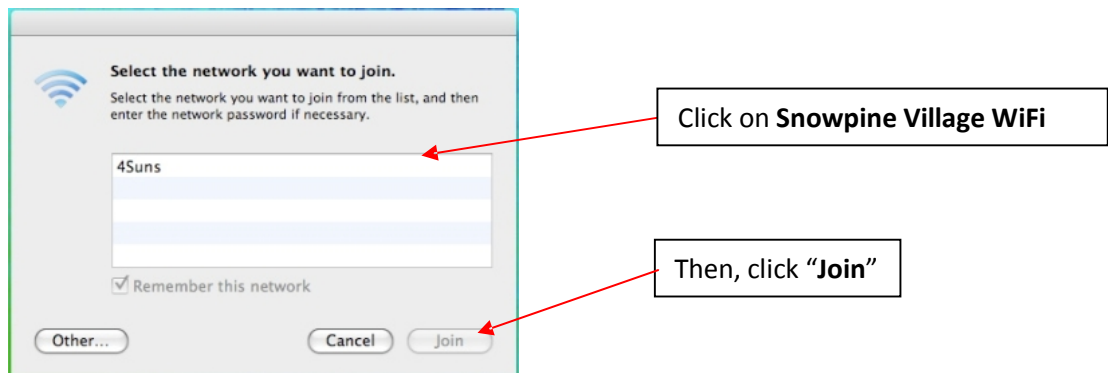 Select the network you want to join.
Select the network you want to join from the list, and then
enter the network password if necessary.
Click on Snowpine Village WiFi
4Suns
Then, click “Join”
Remember this network
Other...
Cancel
Join